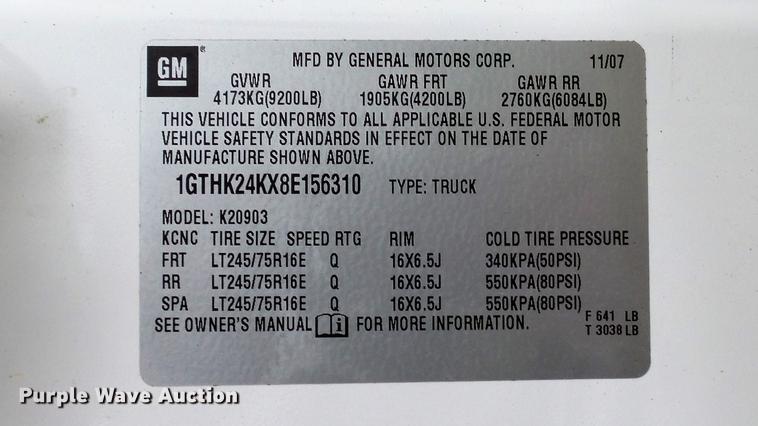 GM ® MFD BY GENERAL MOTORS CORP. 11/07
GVWR GAWR FRT GAWR RR
4173KG(9200LB) 1905KG(4200LB) 2760KG(6084LB)
THIS VEHICLE CONFORMS TO ALL APPLICABLE U.S. FEDERAL MOTOR
VEHICLE SAFETY STANDARDS IN EFFECT ON THE DATE OF
MANUFACTURE SHOWN ABOVE.
1GTHK24KX8E156310 TYPE: TRUCK
MODEL: K20903
KCNC TIRE SIZE SPEED RTG RIM COLD TIRE PRESSURE
FRT LT245/75R16E Q 16X6.5J 340KPA(50PSI)
RR LT245/75R16E Q 16X6.5J 550KPA(80PSI)
SPA LT245/75R16E Q 16X6.5J 550KPA(80PSI)
SEE OWNER'S MANUAL i FOR MORE INFORMATION.
F 641 LB
T 3038 LB
Purple Wave Auction